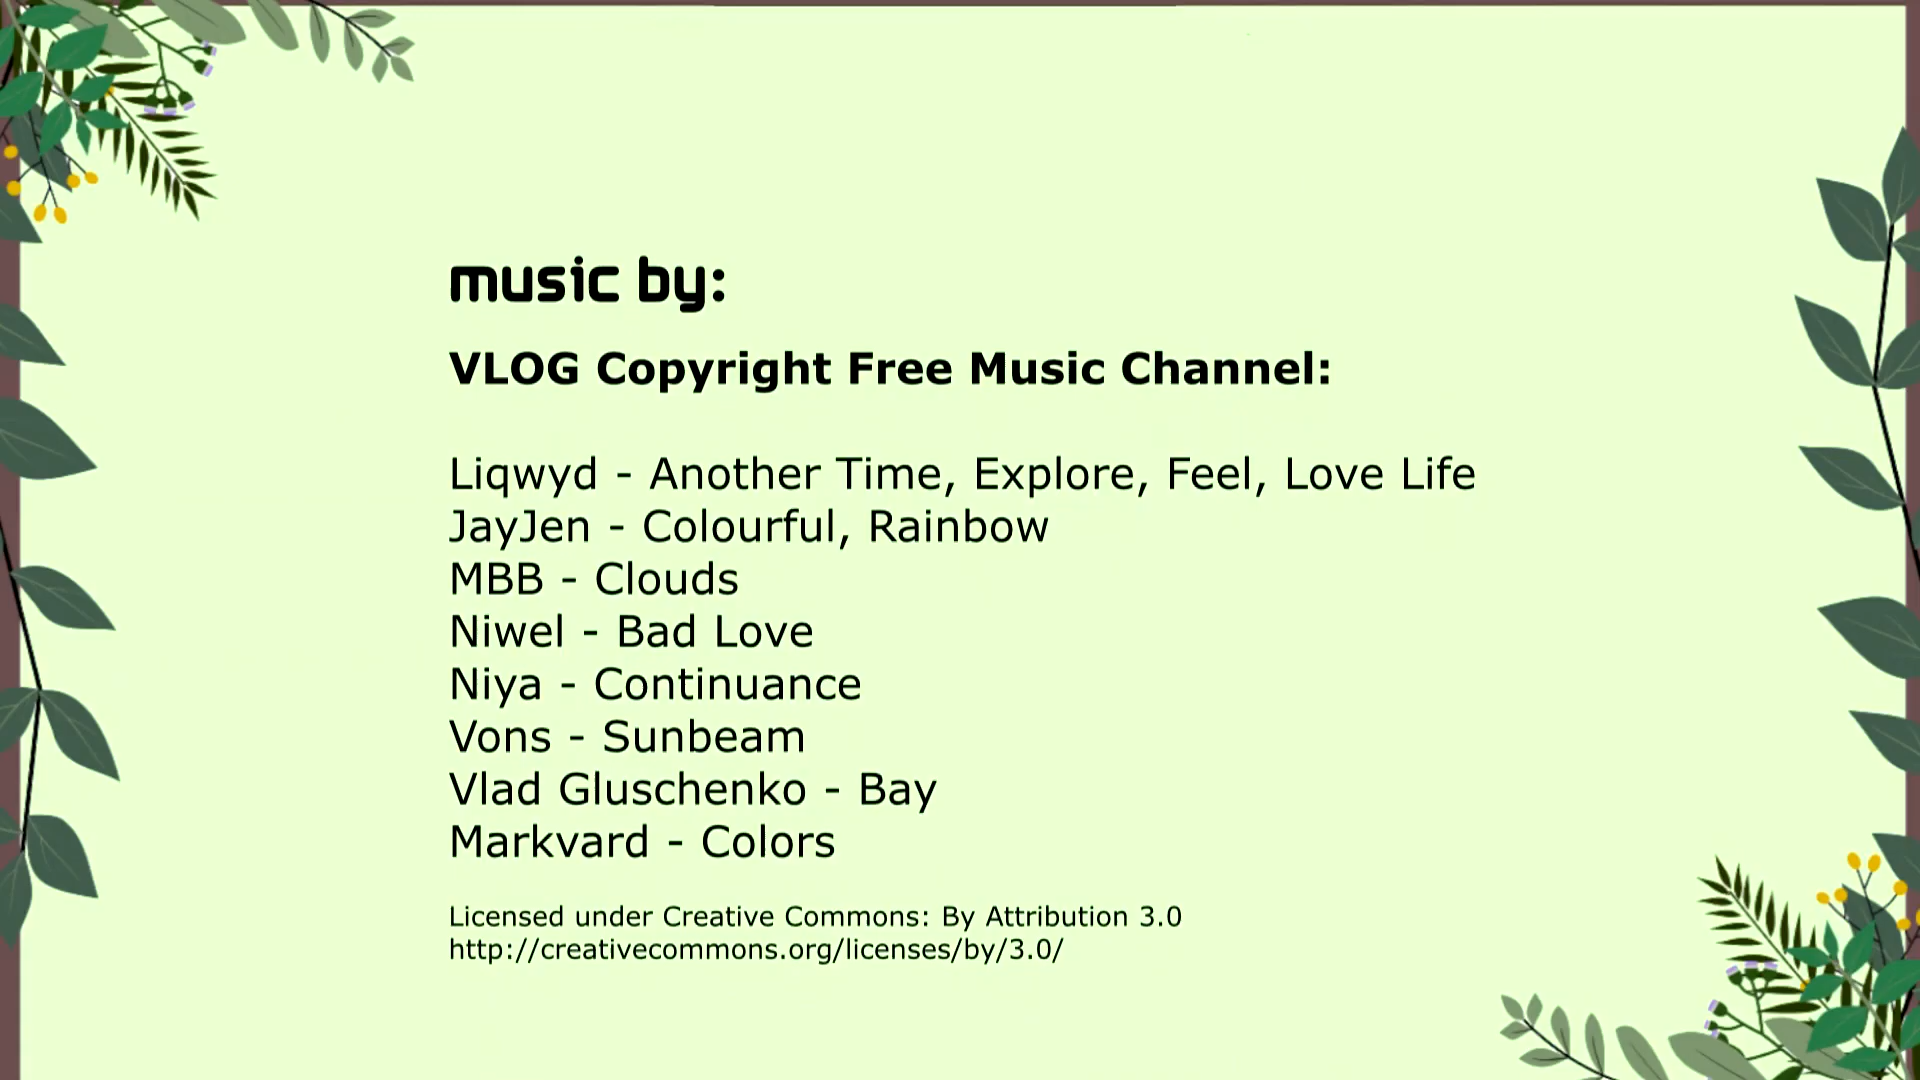 music by:
VLOG Copyright Free Music Channel:
Liqwyd - Another Time, Explore, Feel, Love Life
JayJen - Colourful, Rainbow
MBB - Clouds
Niwel - Bad Love
Niya - Continuance
Vons - Sunbeam
Vlad Gluschenko - Bay
Markvard - Colors
Licensed under Creative Commons: By Attribution 3.0
http://creativecommons.org/licenses/by/3.0/